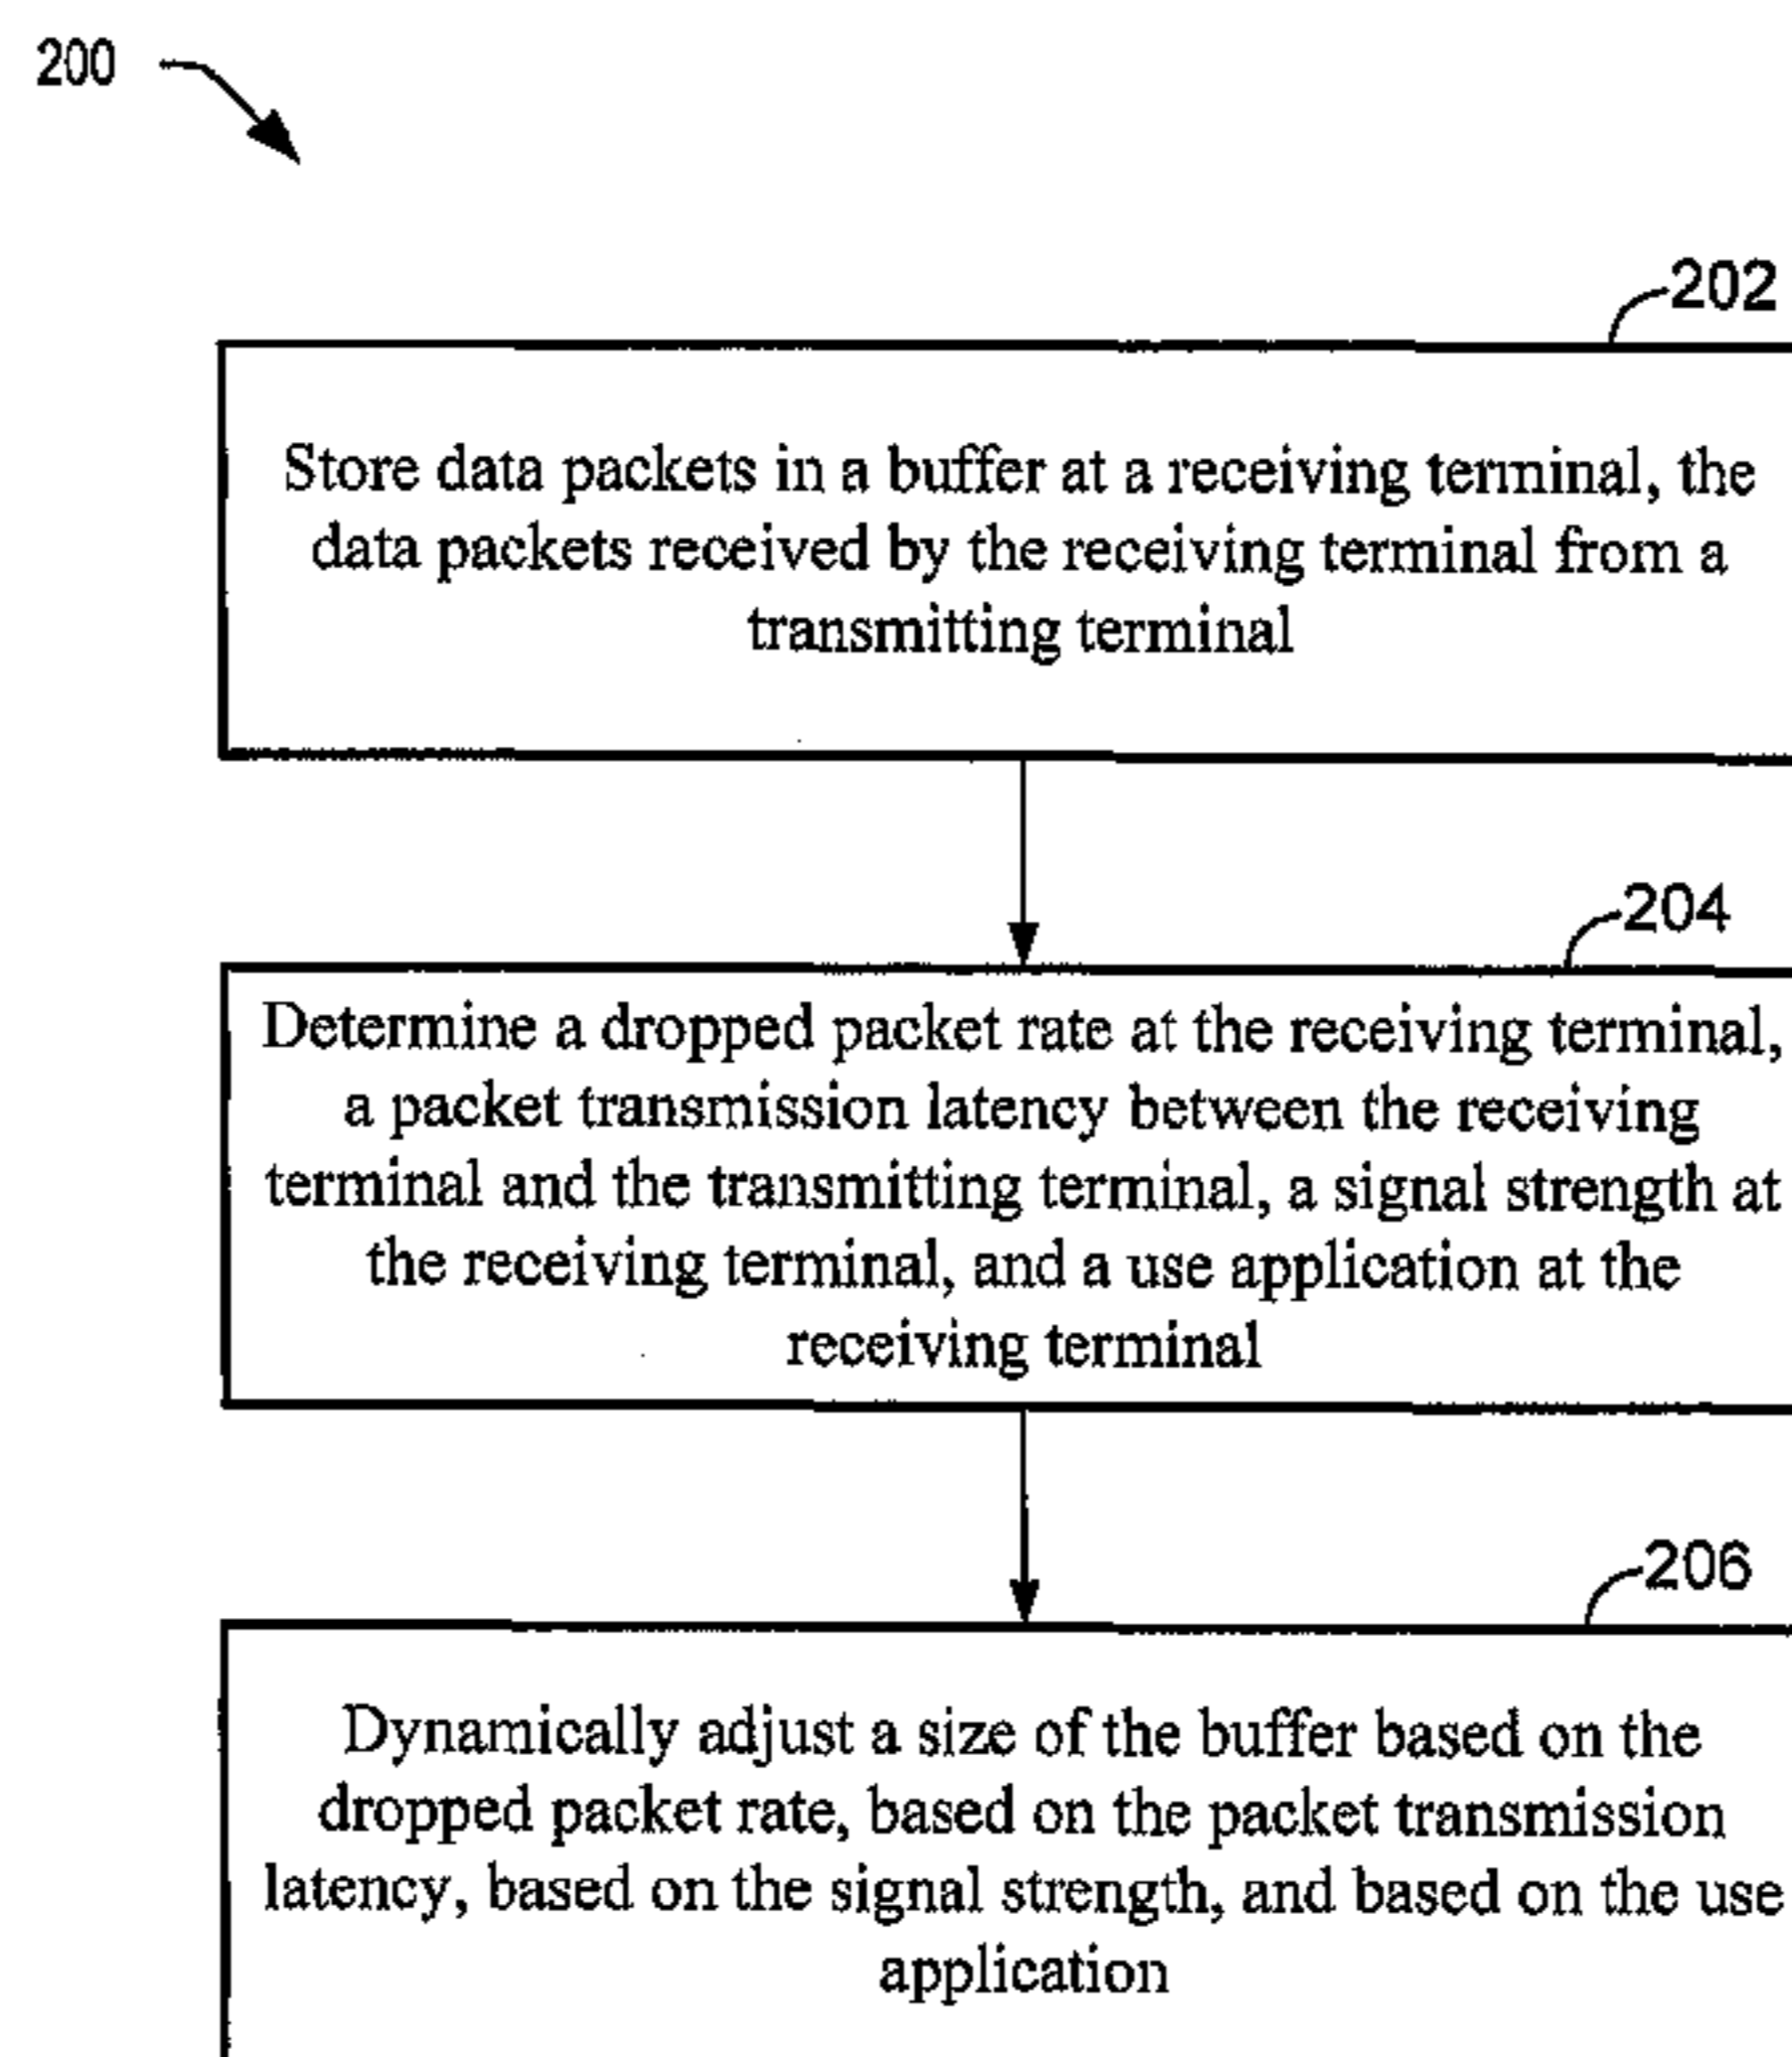 200
202
Store data packets in a buffer at a receiving terminal, the
data packets received by the receiving terminal from a
transmitting terminal
204
Determine a dropped packet rate at the receiving terminal,
a packet transmission latency between the receiving
terminal and the transmitting terminal, a signal strength at
the receiving terminal, and a use application at the
receiving terminal
206
Dynamically adjust a size of the buffer based on the
dropped packet rate, based on the packet transmission
latency, based on the signal strength, and based on the use
application